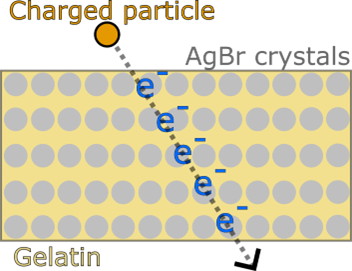 Charged particle
AgBr crystals
e-
e-
e-
e-
e-
Gelatin